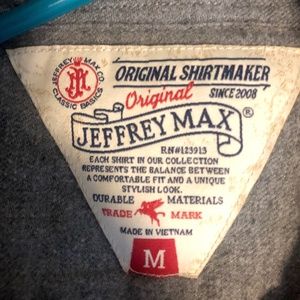 JEFFREY MAX CO.
CLASSIC BASICS
ORIGINAL SHIRTMAKER
Original
SINCE 2008
JEFFREY MAX ®
RN#123913
EACH SHIRT IN OUR COLLECTION
REPRESENTS THE BALANCE BETWEEN
A COMFORTABLE FIT AND A UNIQUE
STYLISH LOOK.
DURABLE MATERIALS
TRADE MARK
MADE IN VIETNAM
M